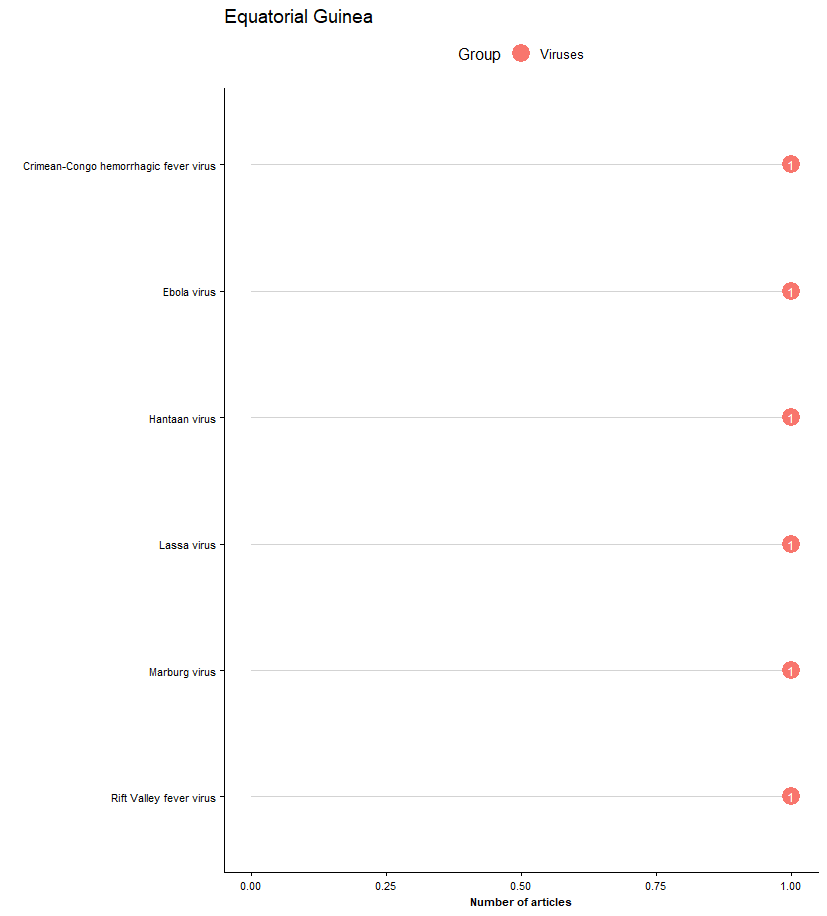 Equatorial Guinea
Group Viruses
Crimean-Congo hemorrhagic fever virus 1
Ebola virus 1
Hantaan virus 1
Lassa virus 1
Marburg virus 1
Rift Valley fever virus 1
0.00 0.25 0.50 0.75 1.00
Number of articles